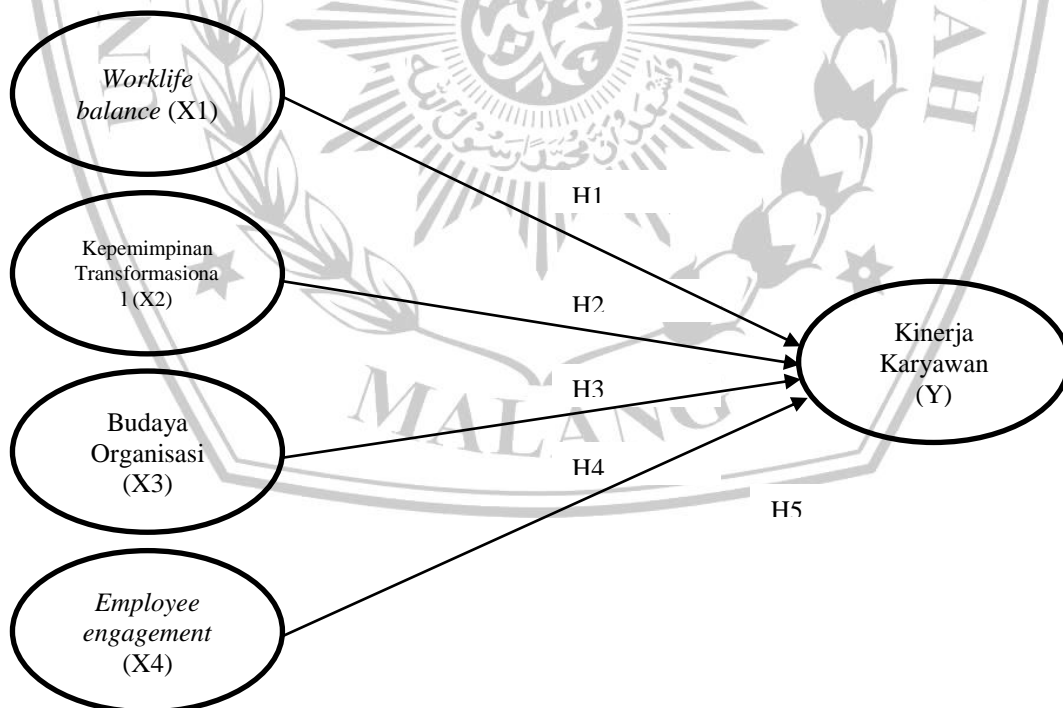 Worklife
balance (X1)
H1
Kepemimpinan
Transformasiona
l (X2)
H2
Kinerja
Karyawan
(Y)
H3
MALANG
Budaya
Organisasi
(X3)
H4
H5
Employee
engagement
(X4)
AH